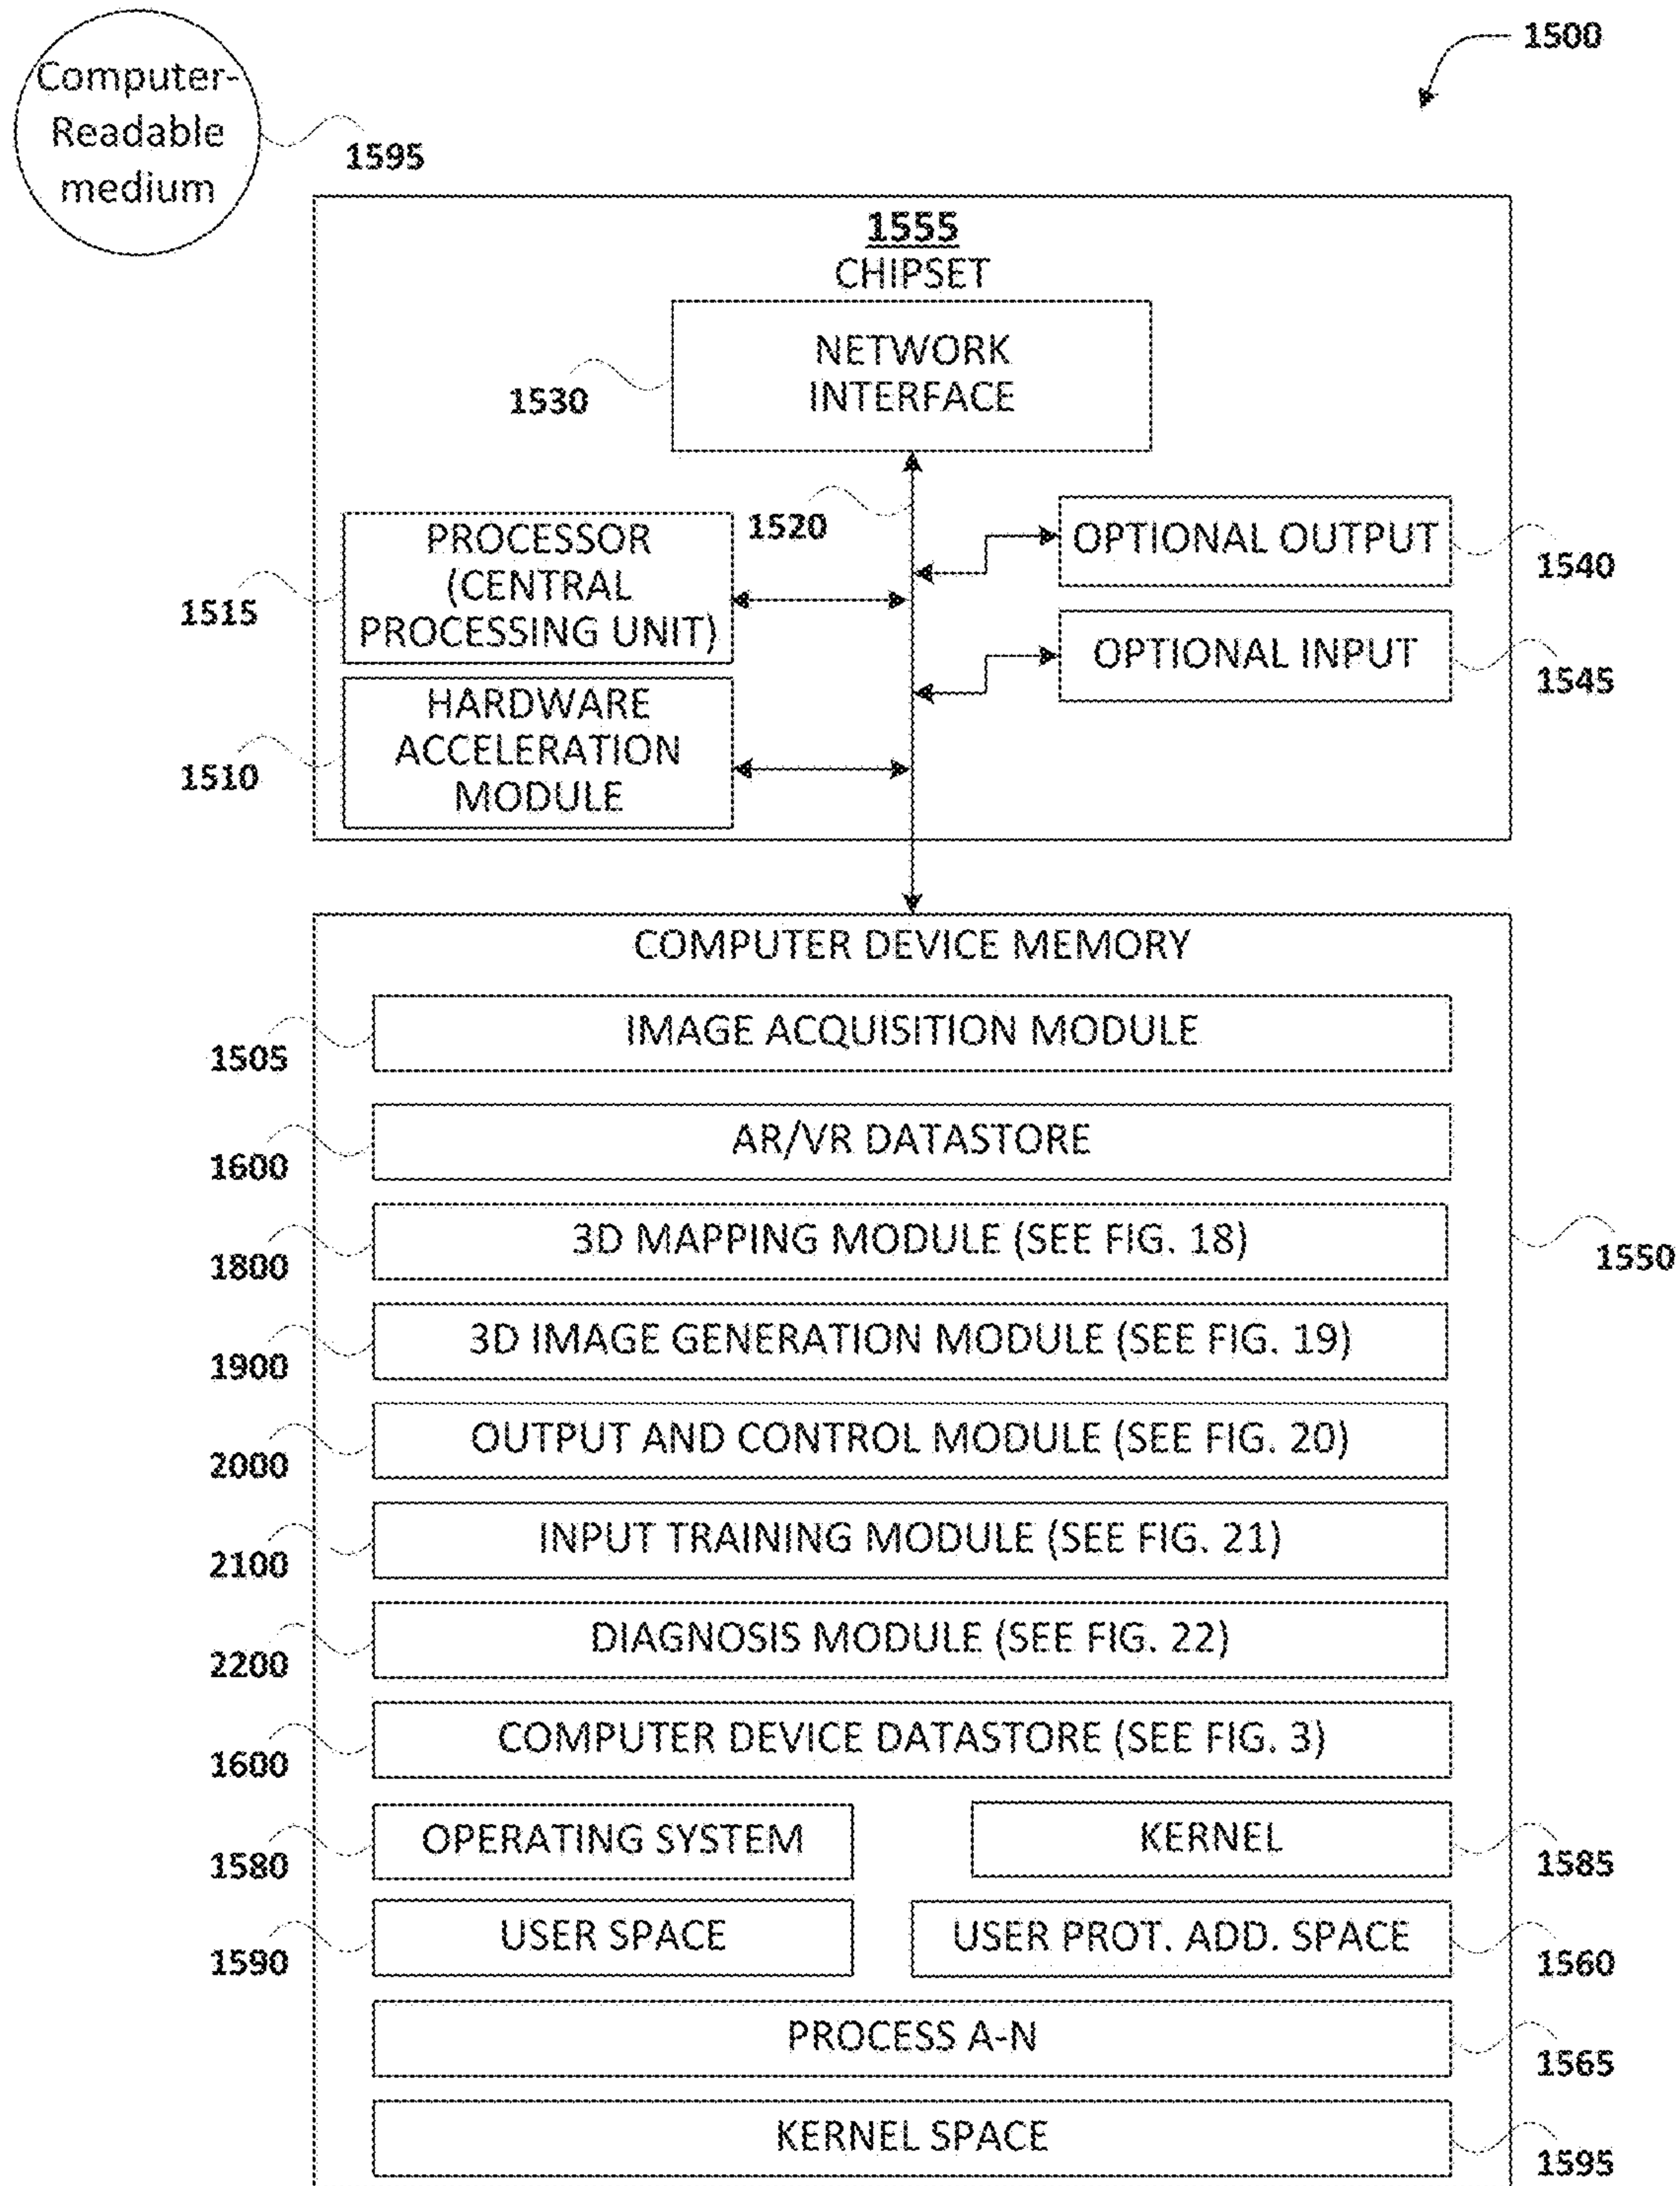 1500
Computer-
Readable
medium
1595
1555
CHIPSET
NETWORK
INTERFACE
1530
1520
PROCESSOR
(CENTRAL
PROCESSING UNIT)
1515
OPTIONAL OUTPUT
1540
OPTIONAL INPUT
1545
HARDWARE
ACCELERATION
MODULE
1510
COMPUTER DEVICE MEMORY
IMAGE ACQUISITION MODULE
1505
AR/VR DATASTORE
1600
3D MAPPING MODULE (SEE FIG. 18)
1800
1550
3D IMAGE GENERATION MODULE (SEE FIG. 19)
1900
OUTPUT AND CONTROL MODULE (SEE FIG. 20)
2000
INPUT TRAINING MODULE (SEE FIG. 21)
2100
DIAGNOSIS MODULE (SEE FIG. 22)
2200
COMPUTER DEVICE DATASTORE (SEE FIG. 3)
1600
OPERATING SYSTEM
1580
KERNEL
1585
USER SPACE
1590
USER PROT. ADD. SPACE
1560
PROCESS A-N
1565
KERNEL SPACE
1595